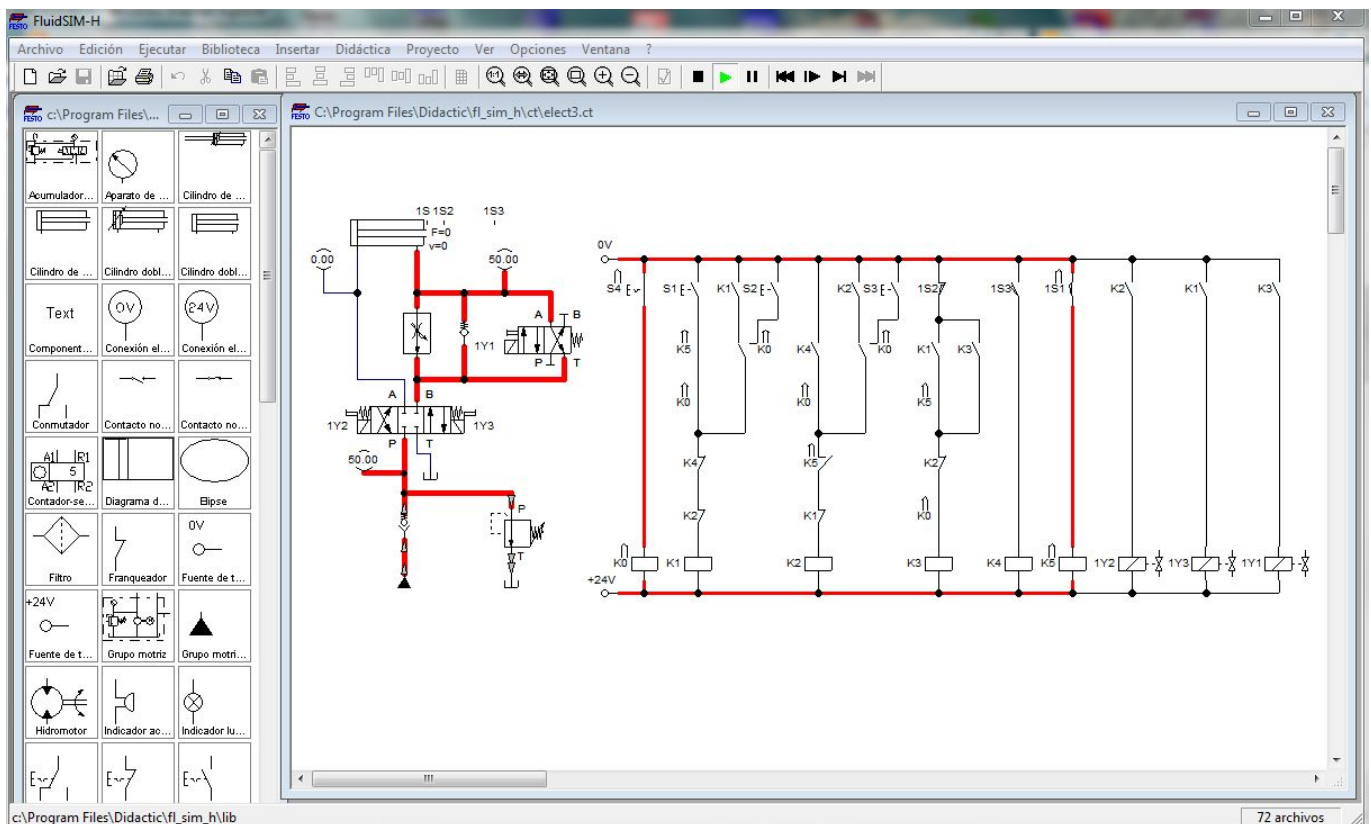 FluidSIM-H
Archivo Edición Ejecutar Biblioteca Insertar Didáctica Proyecto Ver Opciones Ventana ?
FESTO c:\Program Files\...
FESTO C:\Program Files\Didactic\fl_sim_h\ct\elect3.ct
Acumulador... Aparato de ... Cilindro de ...
Cilindro de ... Cilindro dobl... Cilindro dobl...
Text 0V 24V
Component... Conexión el... Conexión el...
Conmutador Contacto no... Contacto no...
A1 R1
5
A2 R2
Contador-se... Diagrama d... Elipse
0V
Filtro Franqueador Fuente de t...
+24V
Fuente de t... Grupo motriz Grupo motri...
Hidromotor Indicador ac... Indicador lu...
1S 1S2 1S3
F=0
v=0
0.00 50.00
A B
1Y1
P T
A B
1Y2 1Y3
P T
50.00
P
T
0V
S4 S1 K1 S2 K2 S3 1S2 1S3 1S1 K2 K1 K3
K5 K0 K4 K0 K1 K3
K0 K5
K4 K5 K2
K2 K1 K0
K0 K1 K2 K3 K4 K5 1Y2 1Y3 1Y1
+24V
c:\Program Files\Didactic\fl_sim_h\lib 72 archivos